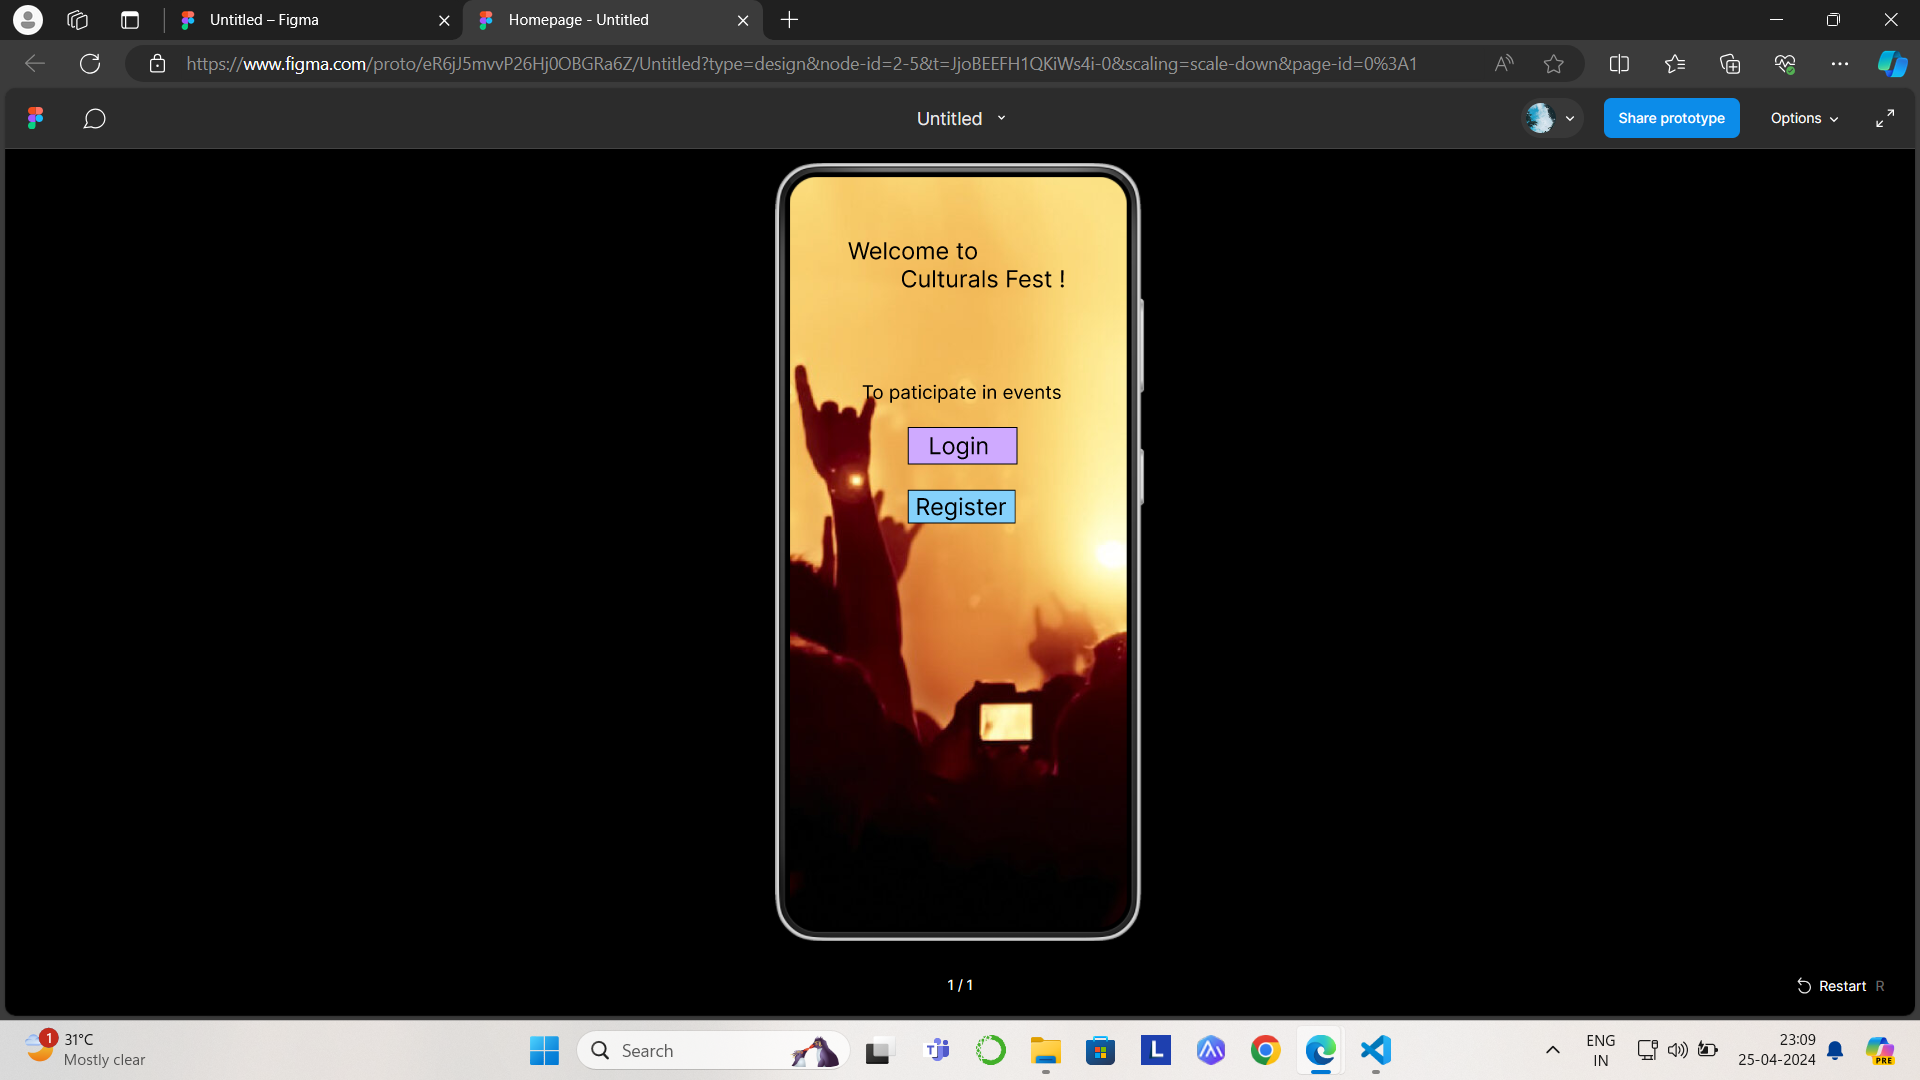 Untitled – Figma
Homepage - Untitled
https://www.figma.com/proto/eR6jJ5mvvP26Hj0OBGRa6Z/Untitled?type=design&node-id=2-5&t=JjoBEEFH1QKiWs4i-0&scaling=scale-down&page-id=0%3A1
Untitled
Share prototype
Options
Welcome to
Culturals Fest !
To paticipate in events
Login
Register
1 / 1
Restart R
1
31°C
Mostly clear
Search
L
ENG
IN
23:09
25-04-2024
PRE